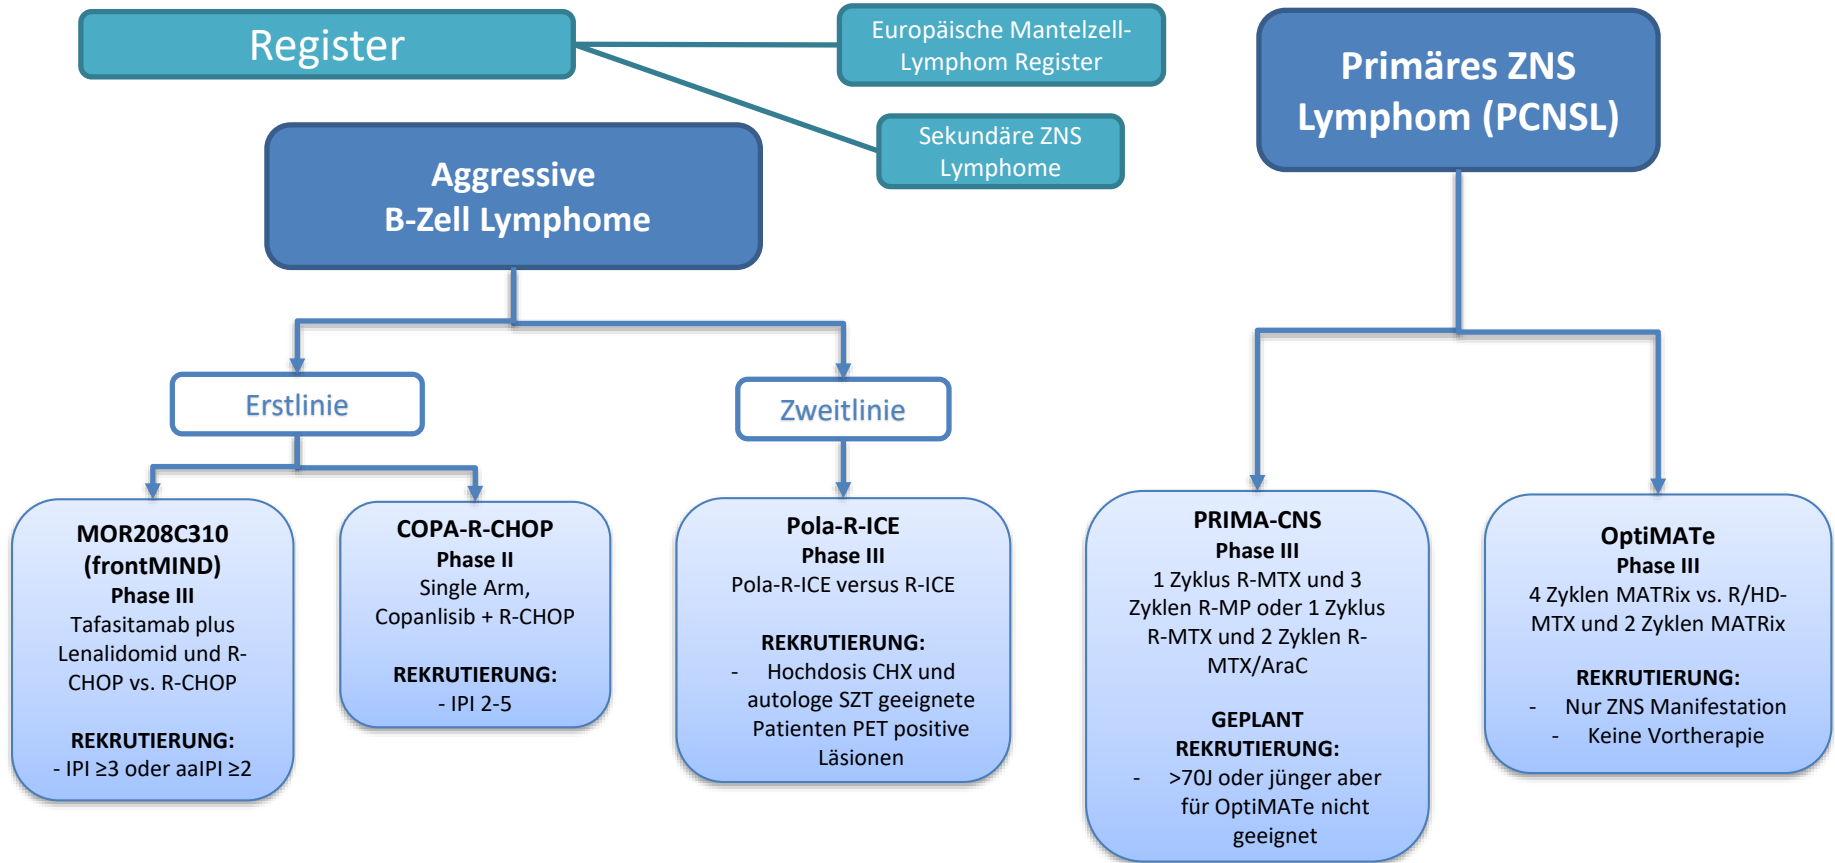 Register
Europäische Mantelzell-
Lymphom Register
Sekundäre ZNS
Lymphome
Primäres ZNS
Lymphom (PCNSL)
Aggressive
B-Zell Lymphome
Erstlinie
Zweitlinie
MOR208C310
(frontMIND)
Phase III
Tafasitamab plus
Lenalidomid und R-
CHOP vs. R-CHOP
REKRUTIERUNG:
- IPI ≥3 oder aaIPI ≥2
COPA-R-CHOP
Phase II
Single Arm,
Copanlisib + R-CHOP
REKRUTIERUNG:
- IPI 2-5
Pola-R-ICE
Phase III
Pola-R-ICE versus R-ICE
REKRUTIERUNG:
- Hochdosis CHX und
autologe SZT geeignete
Patienten PET positive
Läsionen
PRIMA-CNS
Phase III
1 Zyklus R-MTX und 3
Zyklen R-MP oder 1 Zyklus
R-MTX und 2 Zyklen R-
MTX/AraC
GEPLANT
REKRUTIERUNG:
- >70J oder jünger aber
für OptiMATe nicht
geeignet
OptiMATe
Phase III
4 Zyklen MATRix vs. R/HD-
MTX und 2 Zyklen MATRix
REKRUTIERUNG:
- Nur ZNS Manifestation
- Keine Vortherapie